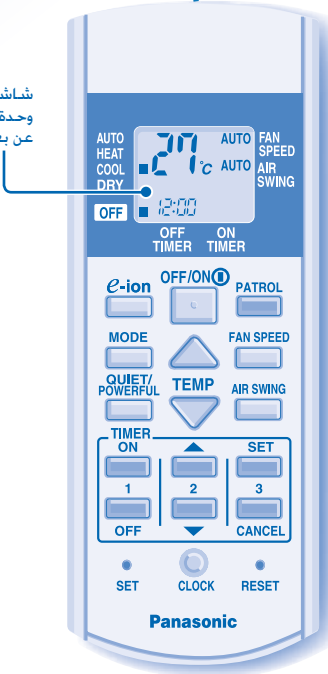 وحدة
AUTO
HEAT
COOL
DRY
OFF
27°C
AUTO FAN SPEED
AUTO AIR SWING
12:00
OFF TIMER
ON TIMER
e-ion
OFF/ON
PATROL
MODE
FAN SPEED
QUIET/
POWERFUL
TEMP
AIR SWING
TIMER
ON
SET
1
2
3
OFF
CANCEL
SET
CLOCK
RESET
Panasonic